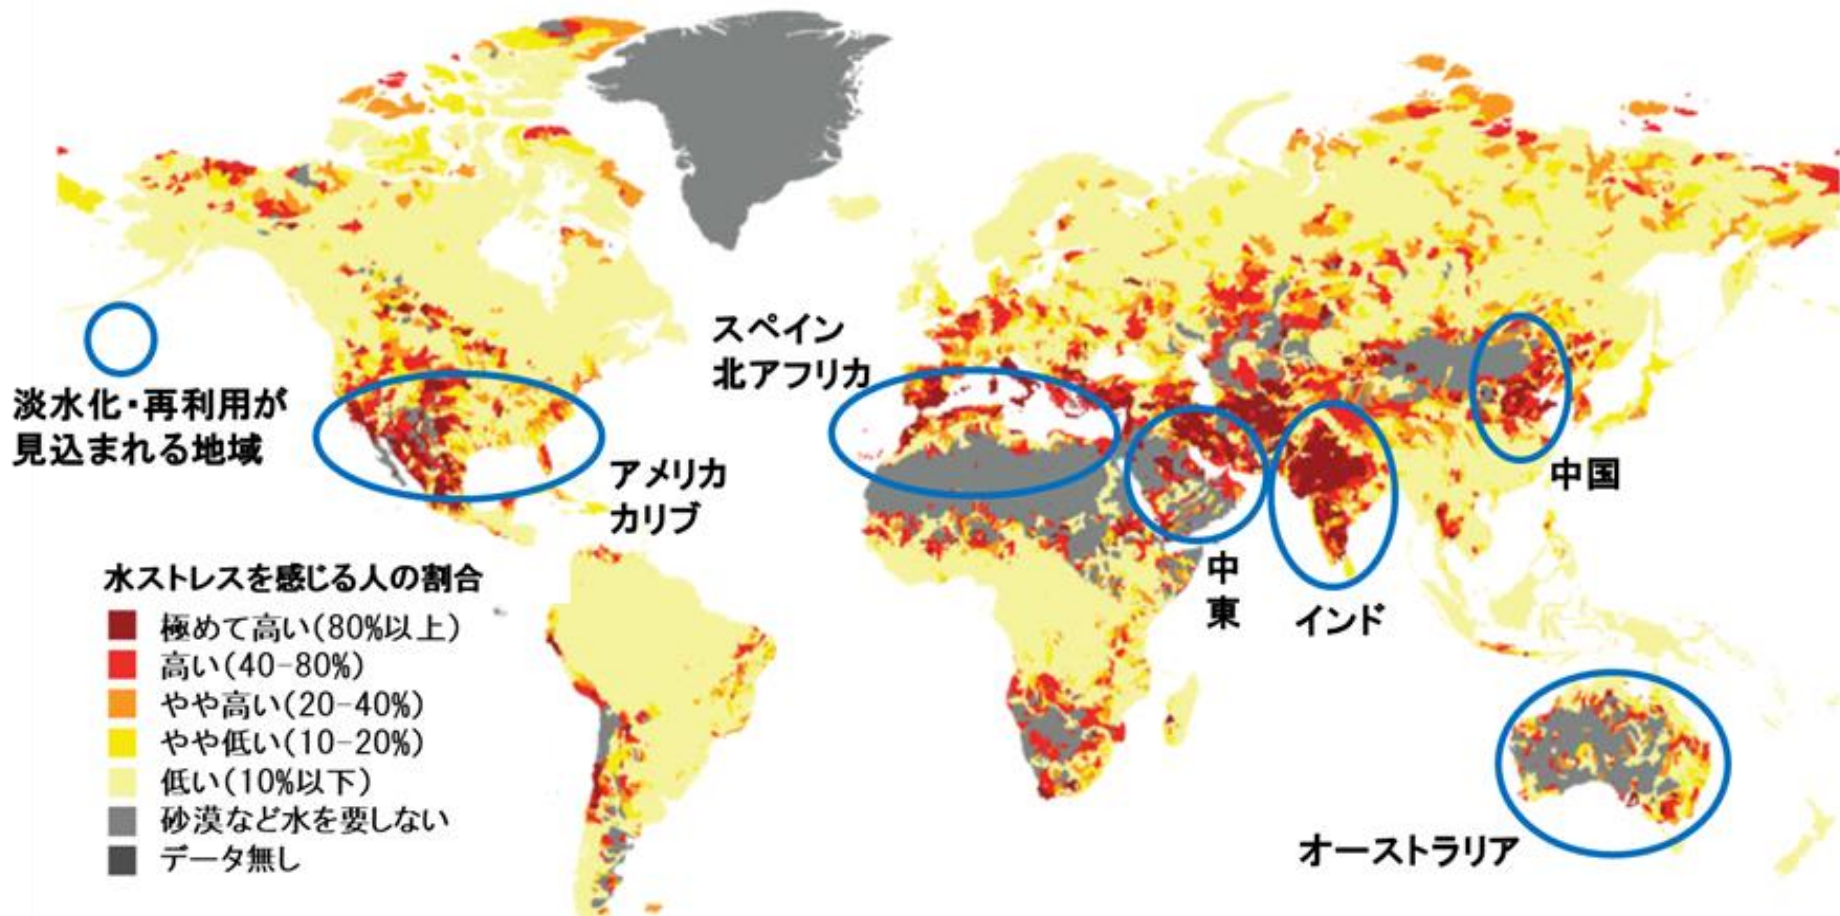 スペイン
北アフリカ
淡水化・再利用が
見込まれる地域
アメリカ
カリブ
中国
中
東
インド
オーストラリア
水ストレスを感じる人の割合
極めて高い(80%以上)
高い(40-80%)
やや高い(20-40%)
やや低い(10-20%)
低い(10%以下)
砂漠など水を要しない
データ無し